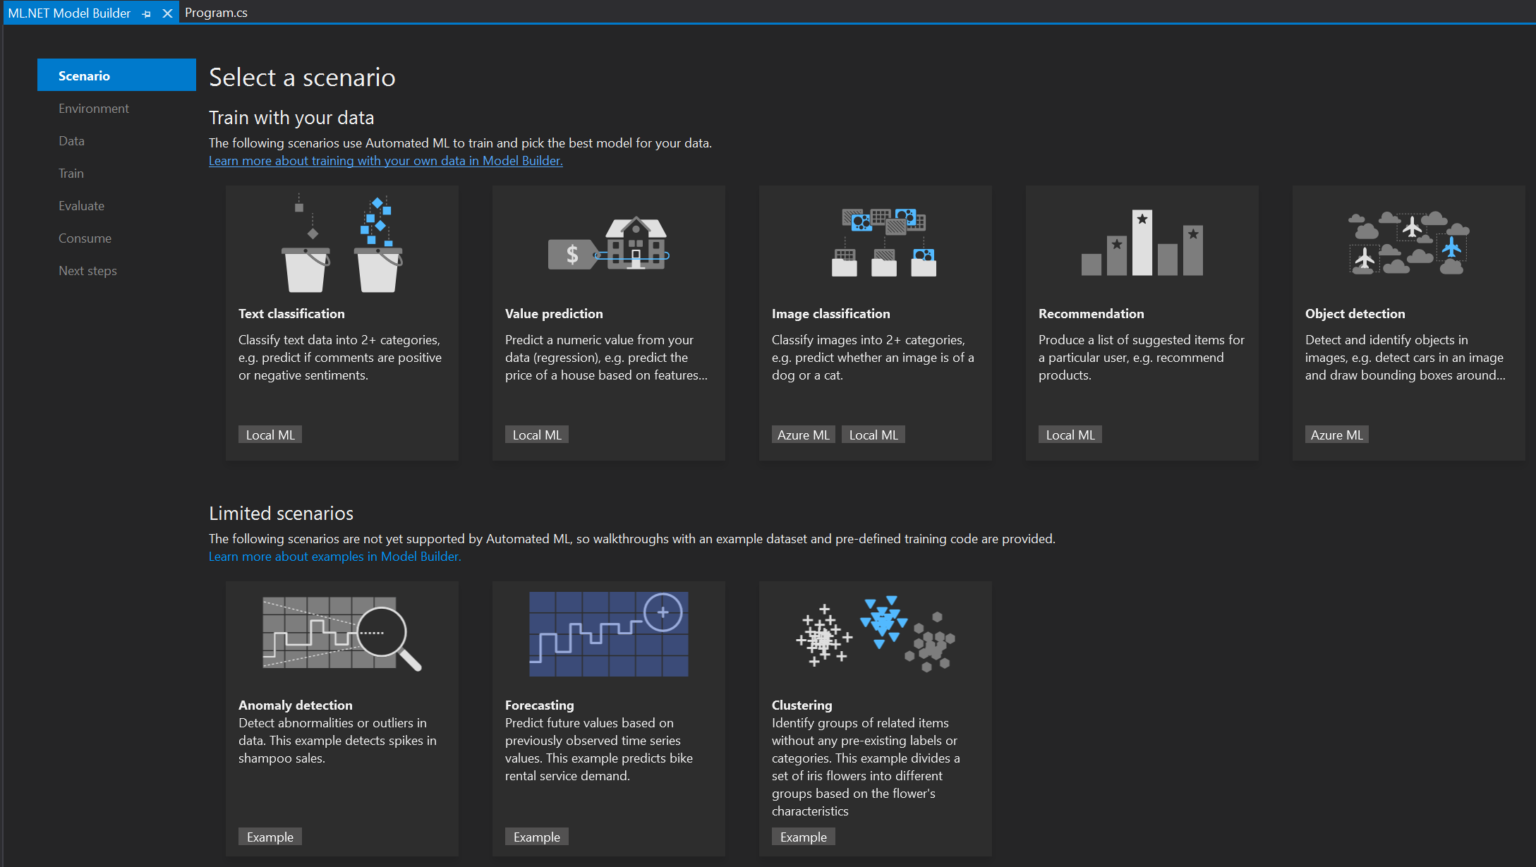 ML.NET Model Builder
Program.cs
Scenario
Environment
Data
Train
Evaluate
Consume
Next steps
Select a scenario
Train with your data
The following scenarios use Automated ML to train and pick the best model for your data.
Learn more about training with your own data in Model Builder.
$
Text classification
Classify text data into 2+ categories,
e.g. predict if comments are positive
or negative sentiments.
Local ML
Value prediction
Predict a numeric value from your
data (regression), e.g. predict the
price of a house based on features...
Local ML
Image classification
Classify images into 2+ categories,
e.g. predict whether an image is of a
dog or a cat.
Azure ML
Local ML
Recommendation
Produce a list of suggested items for
a particular user, e.g. recommend
products.
Local ML
Object detection
Detect and identify objects in
images, e.g. detect cars in an image
and draw bounding boxes around...
Azure ML
Limited scenarios
The following scenarios are not yet supported by Automated ML, so walkthroughs with an example dataset and pre-defined training code are provided.
Learn more about examples in Model Builder.
Anomaly detection
Detect abnormalities or outliers in
data. This example detects spikes in
shampoo sales.
Example
Forecasting
Predict future values based on
previously observed time series
values. This example predicts bike
rental service demand.
Example
Clustering
Identify groups of related items
without any pre-existing labels or
categories. This example divides a
set of iris flowers into different
groups based on the flower's
characteristics
Example